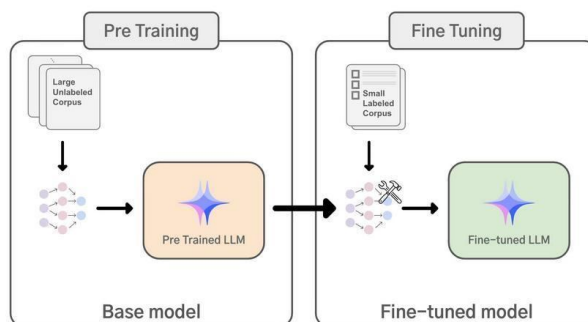 Pre Training
Large
Unlabeled
Corpus
Pre Trained LLM
Base model
Fine Tuning
Small
Labeled
Corpus
Fine-tuned LLM
Fine-tuned model